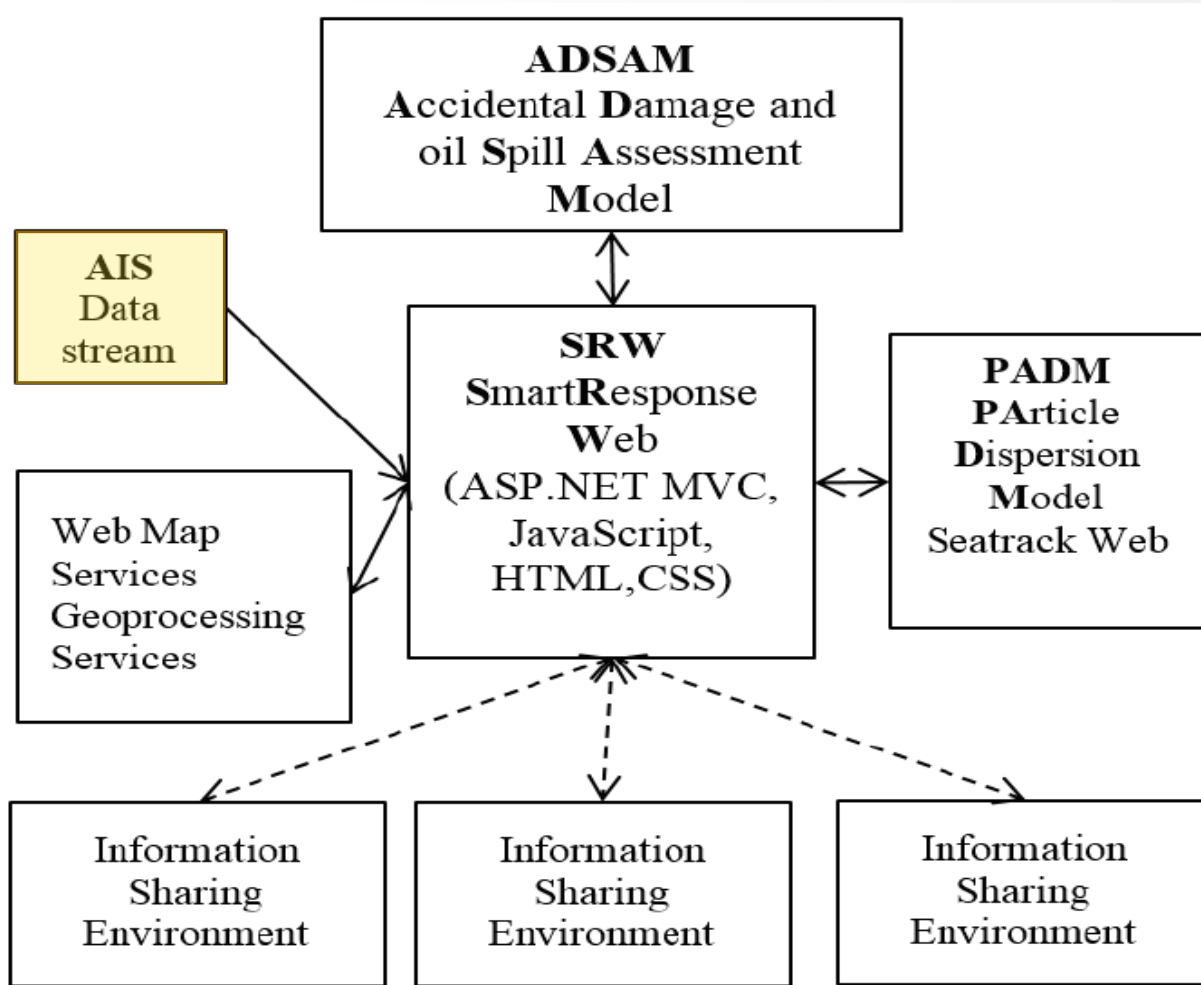 ADSAM
Accidental Damage and
oil Spill Assessment
Model
AIS
Data
stream
SRW
SmartResponse
Web
(ASP.NET MVC,
JavaScript,
HTML,CSS)
PADM
PArticle
Dispersion
Model
Seatrack Web
Web Map
Services
Geoprocessing
Services
Information
Sharing
Environment
Information
Sharing
Environment
Information
Sharing
Environment